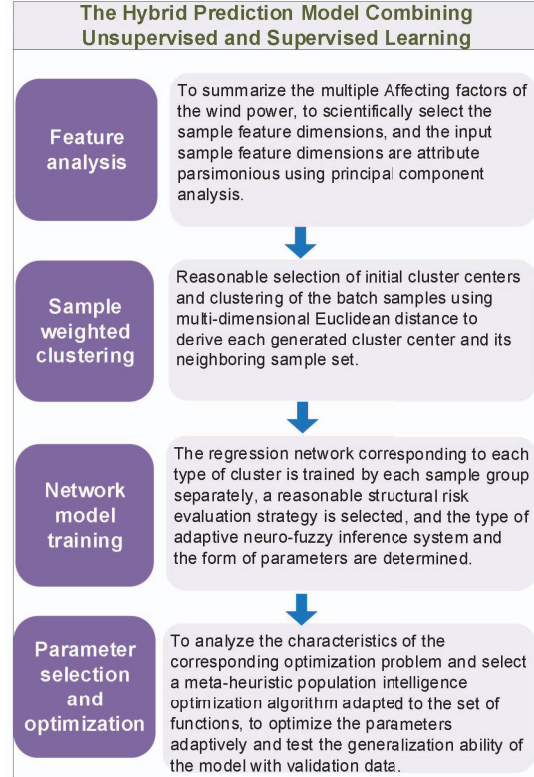 The Hybrid Prediction Model Combining
Unsupervised and Supervised Learning
Feature
analysis
To summarize the multiple Affecting factors of
the wind power, to scientifically select the
sample feature dimensions, and the input
sample feature dimensions are attribute
parsimonious using principal component
analysis.
Sample
weighted
clustering
Reasonable selection of initial cluster centers
and clustering of the batch samples using
multi-dimensional Euclidean distance to
derive each generated cluster center and its
neighboring sample set.
Network
model
training
The regression network corresponding to each
type of cluster is trained by each sample group
separately, a reasonable structural risk
evaluation strategy is selected, and the type of
adaptive neuro-fuzzy inference system and
the form of parameters are determined.
Parameter
selection
and
optimization
To analyze the characteristics of the
corresponding optimization problem and select
a meta-heuristic population intelligence
optimization algorithm adapted to the set of
functions, to optimize the parameters
adaptively and test the generalization ability of
the model with validation data.